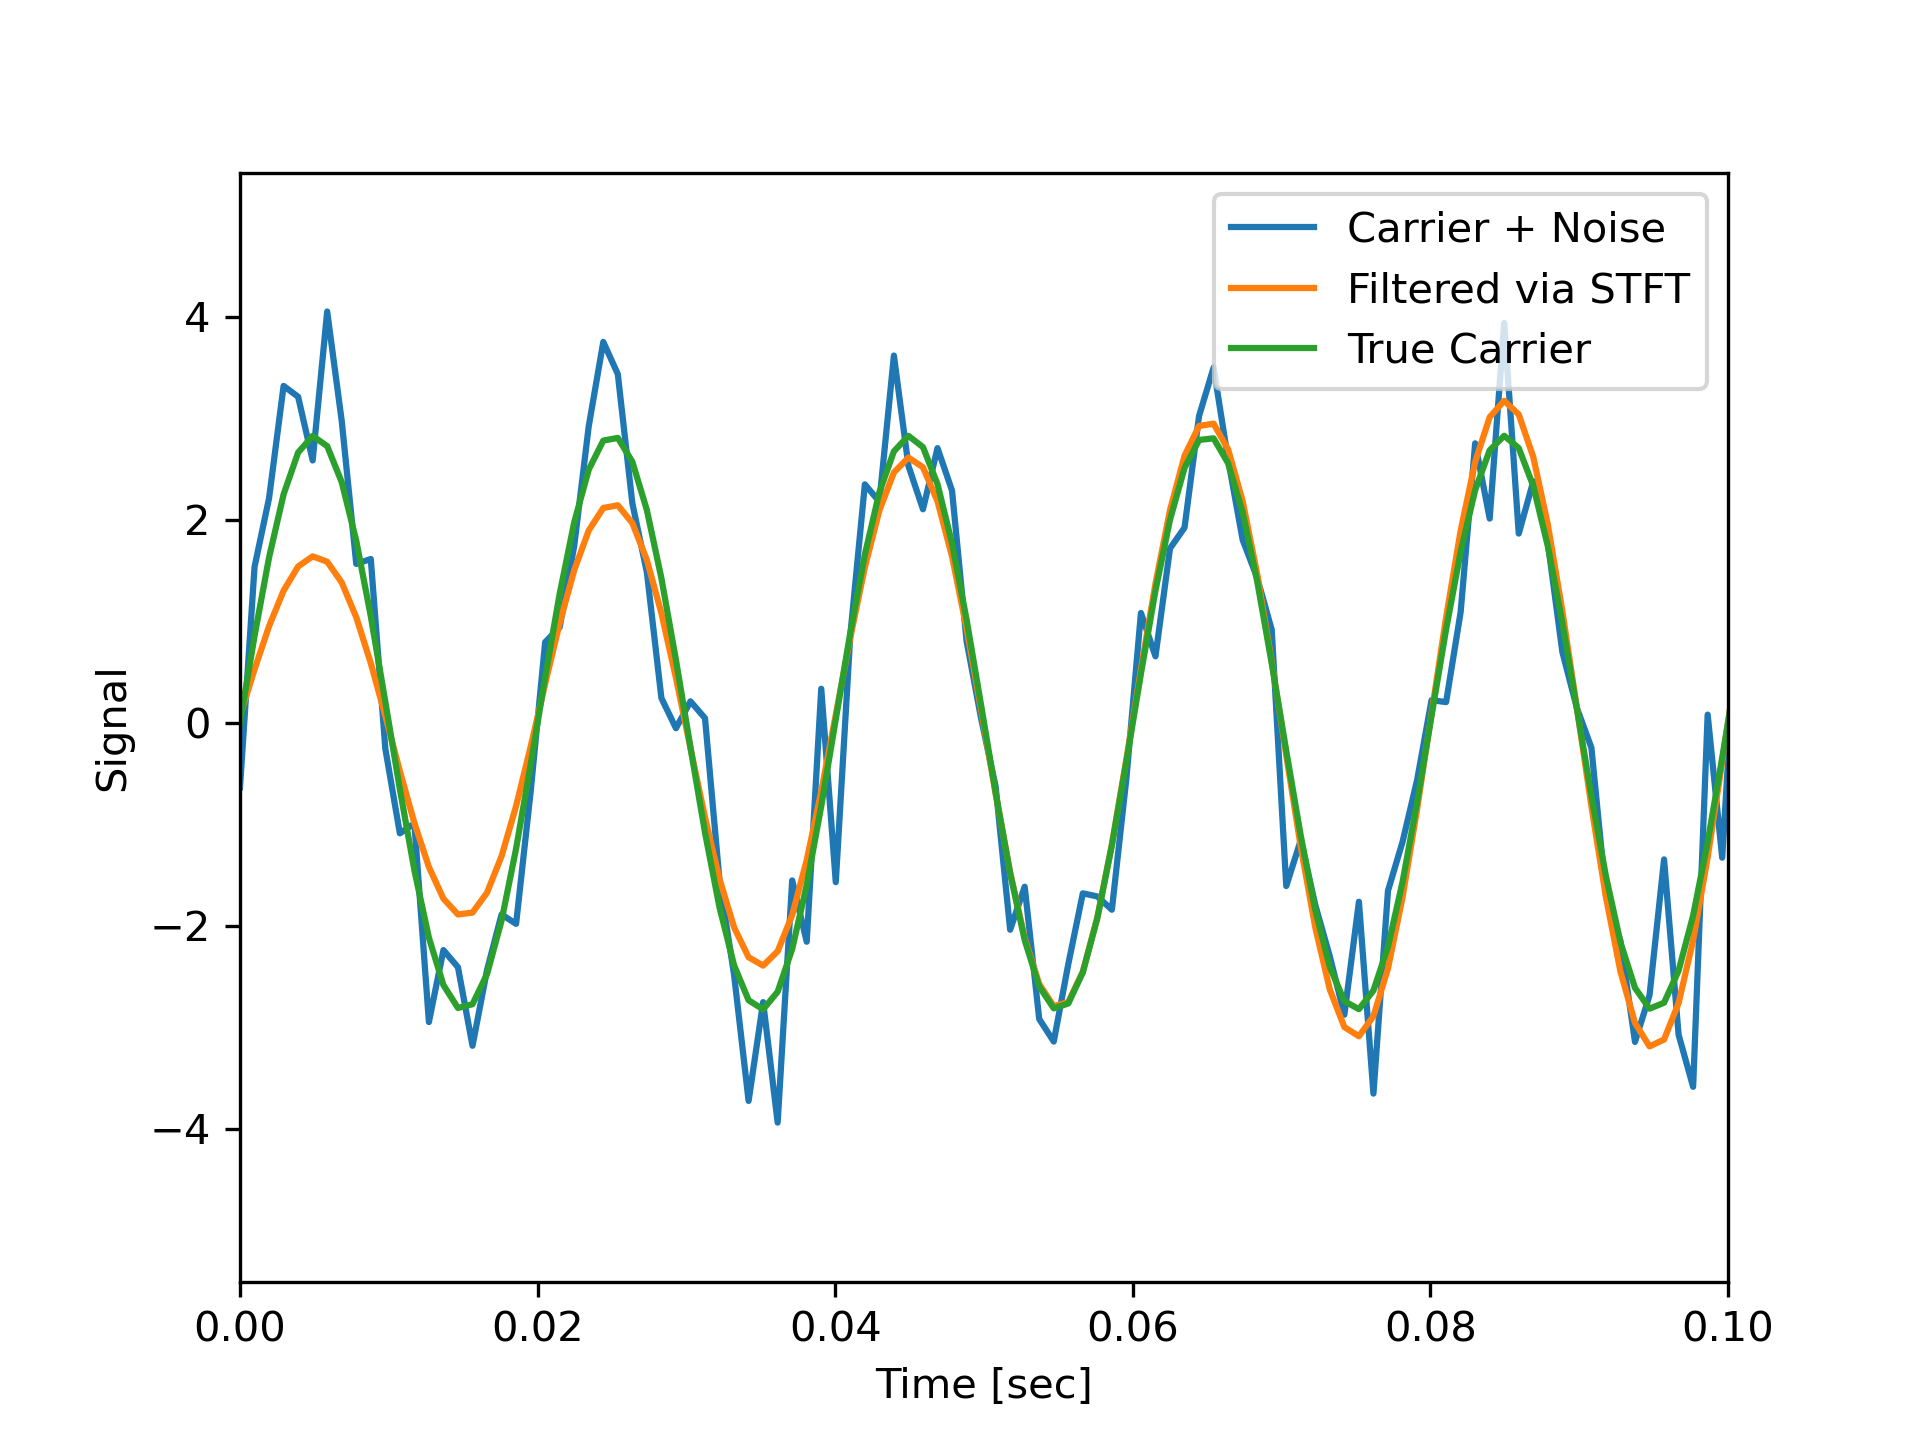 Carrier + Noise
Filtered via STFT
True Carrier
4
2
0
−2
−4
Signal
0.00 0.02 0.04 0.06 0.08 0.10
Time [sec]